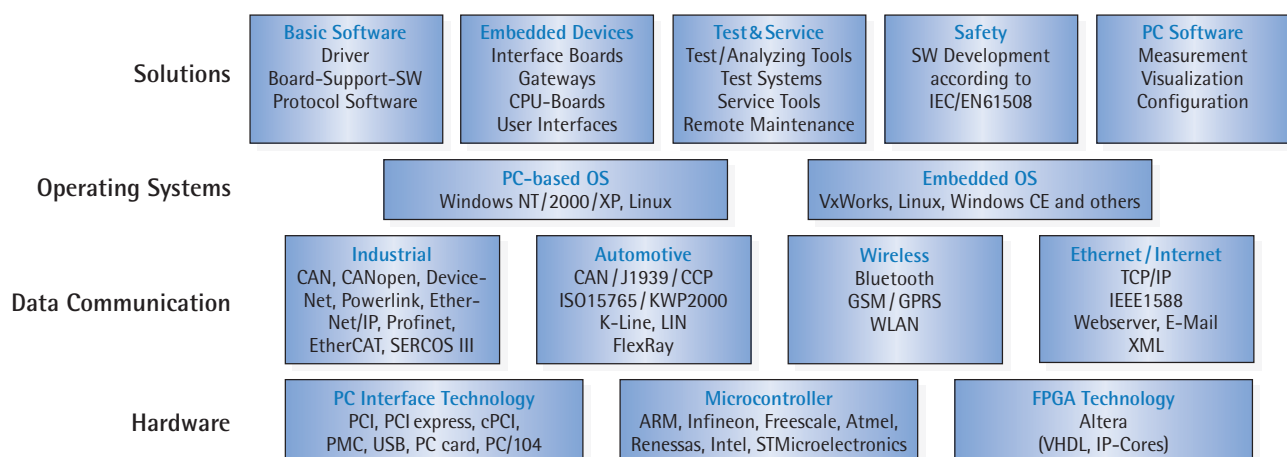 Solutions
Basic Software
Driver
Board-Support-SW
Protocol Software
Embedded Devices
Interface Boards
Gateways
CPU-Boards
User Interfaces
Test & Service
Test/Analyzing Tools
Test Systems
Service Tools
Remote Maintenance
Safety
SW Development
according to
IEC/EN61508
PC Software
Measurement
Visualization
Configuration
Operating Systems
PC-based OS
Windows NT/2000/XP, Linux
Embedded OS
VxWorks, Linux, Windows CE and others
Data Communication
Industrial
CAN, CANopen, Device-
Net, Powerlink, Ether-
Net/IP, Profinet,
EtherCAT, SERCOS III
Automotive
CAN/J1939/CCP
ISO15765/KWP2000
K-Line, LIN
FlexRay
Wireless
Bluetooth
GSM/GPRS
WLAN
Ethernet/Internet
TCP/IP
IEEE1588
Webserver, E-Mail
XML
Hardware
PC Interface Technology
PCI, PCI express, cPCI,
PMC, USB, PC card, PC/104
Microcontroller
ARM, Infineon, Freescale, Atmel,
Renessas, Intel, STMicroelectronics
FPGA Technology
Altera
(VHDL, IP-Cores)